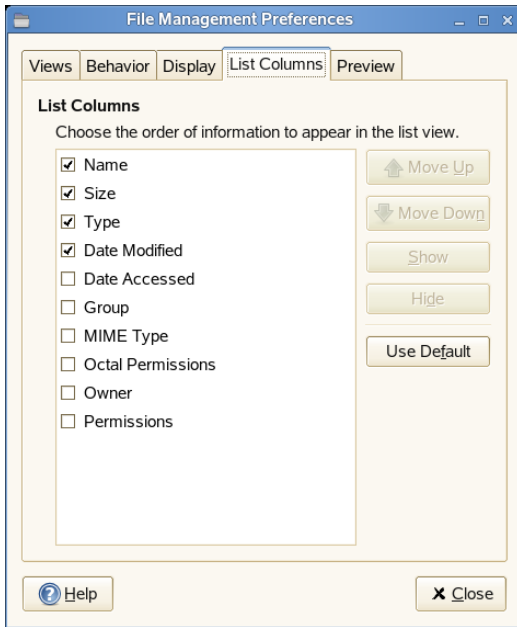 File Management Preferences
Views Behavior Display List Columns Preview
List Columns
Choose the order of information to appear in the list view.
Name
Size
Type
Date Modified
Date Accessed
Group
MIME Type
Octal Permissions
Owner
Permissions
Move Up
Move Down
Show
Hide
Use Default
Help
Close